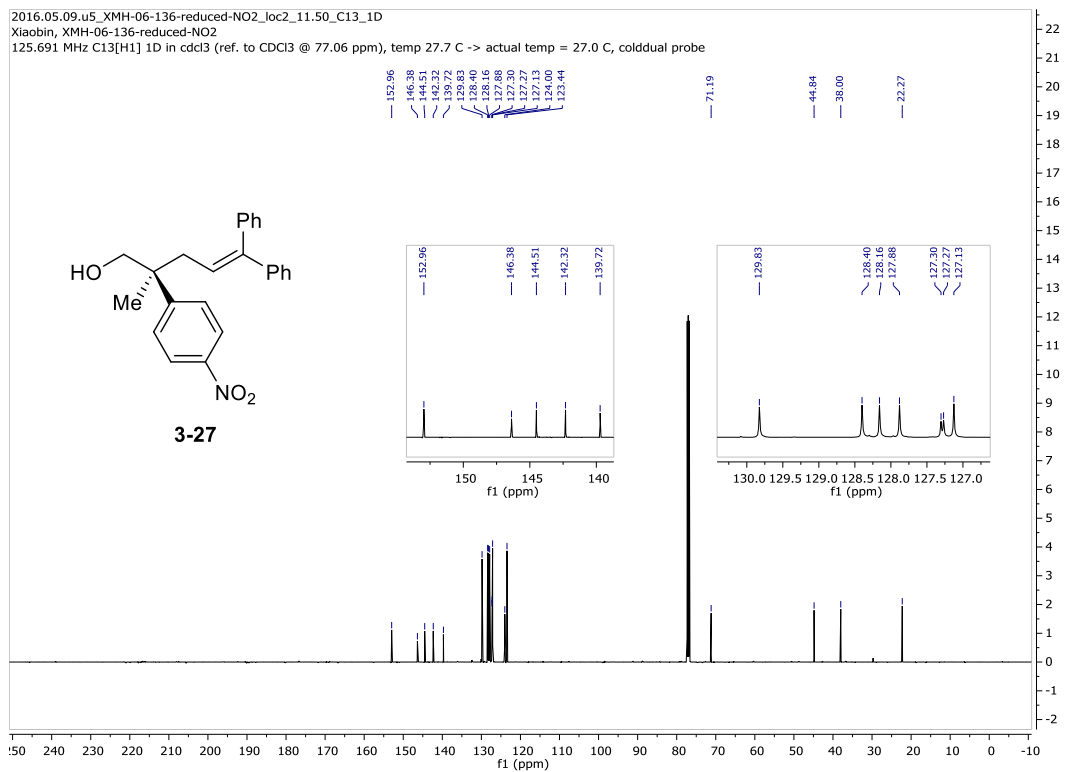 2016.05.09.u5_XMH-06-136-reduced-NO2_loc2_11.50_C13_1D
Xiaobin, XMH-06-136-reduced-NO2
125.691 MHz C13[H1] 1D in cdcl3 (ref. to CDCl3 @ 77.06 ppm), temp 27.7 C -> actual temp = 27.0 C, colddual probe
152.96 146.38 144.51 142.32 139.72 129.83 128.40 128.16 127.88 127.30 127.27 127.13 124.00 123.44 71.19 44.84 38.00 22.27
Ph
Ph
HO
Me
NO2
3-27
152.96 146.38 144.51 142.32 139.72
150 145 140
f1 (ppm)
129.83 128.40 128.16 127.88 127.30 127.27 127.13
130.0 129.5 129.0 128.5 128.0 127.5 127.0
f1 (ppm)
22
21
20
19
18
17
16
15
14
13
12
11
10
9
8
7
6
5
4
3
2
1
0
-1
-2
250 240 230 220 210 200 190 180 170 160 150 140 130 120 110 100 90 80 70 60 50 40 30 20 10 0 -10
f1 (ppm)